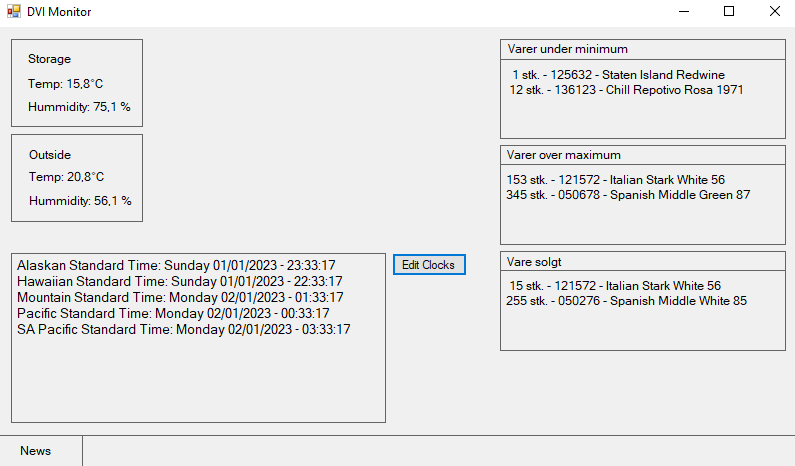 DVI Monitor
Storage
Temp: 15,8°C
Hummidity: 75,1 %
Outside
Temp: 20,8°C
Hummidity: 56,1 %
Varer under minimum
1 stk. - 125632 - Staten Island Redwine
12 stk. - 136123 - Chill Repotivo Rosa 1971
Varer over maximum
153 stk. - 121572 - Italian Stark White 56
345 stk. - 050678 - Spanish Middle Green 87
Vare solgt
15 stk. - 121572 - Italian Stark White 56
255 stk. - 050276 - Spanish Middle White 85
Alaskan Standard Time: Sunday 01/01/2023 - 23:33:17
Hawaiian Standard Time: Sunday 01/01/2023 - 22:33:17
Mountain Standard Time: Monday 02/01/2023 - 01:33:17
Pacific Standard Time: Monday 02/01/2023 - 00:33:17
SA Pacific Standard Time: Monday 02/01/2023 - 03:33:17
Edit Clocks
News